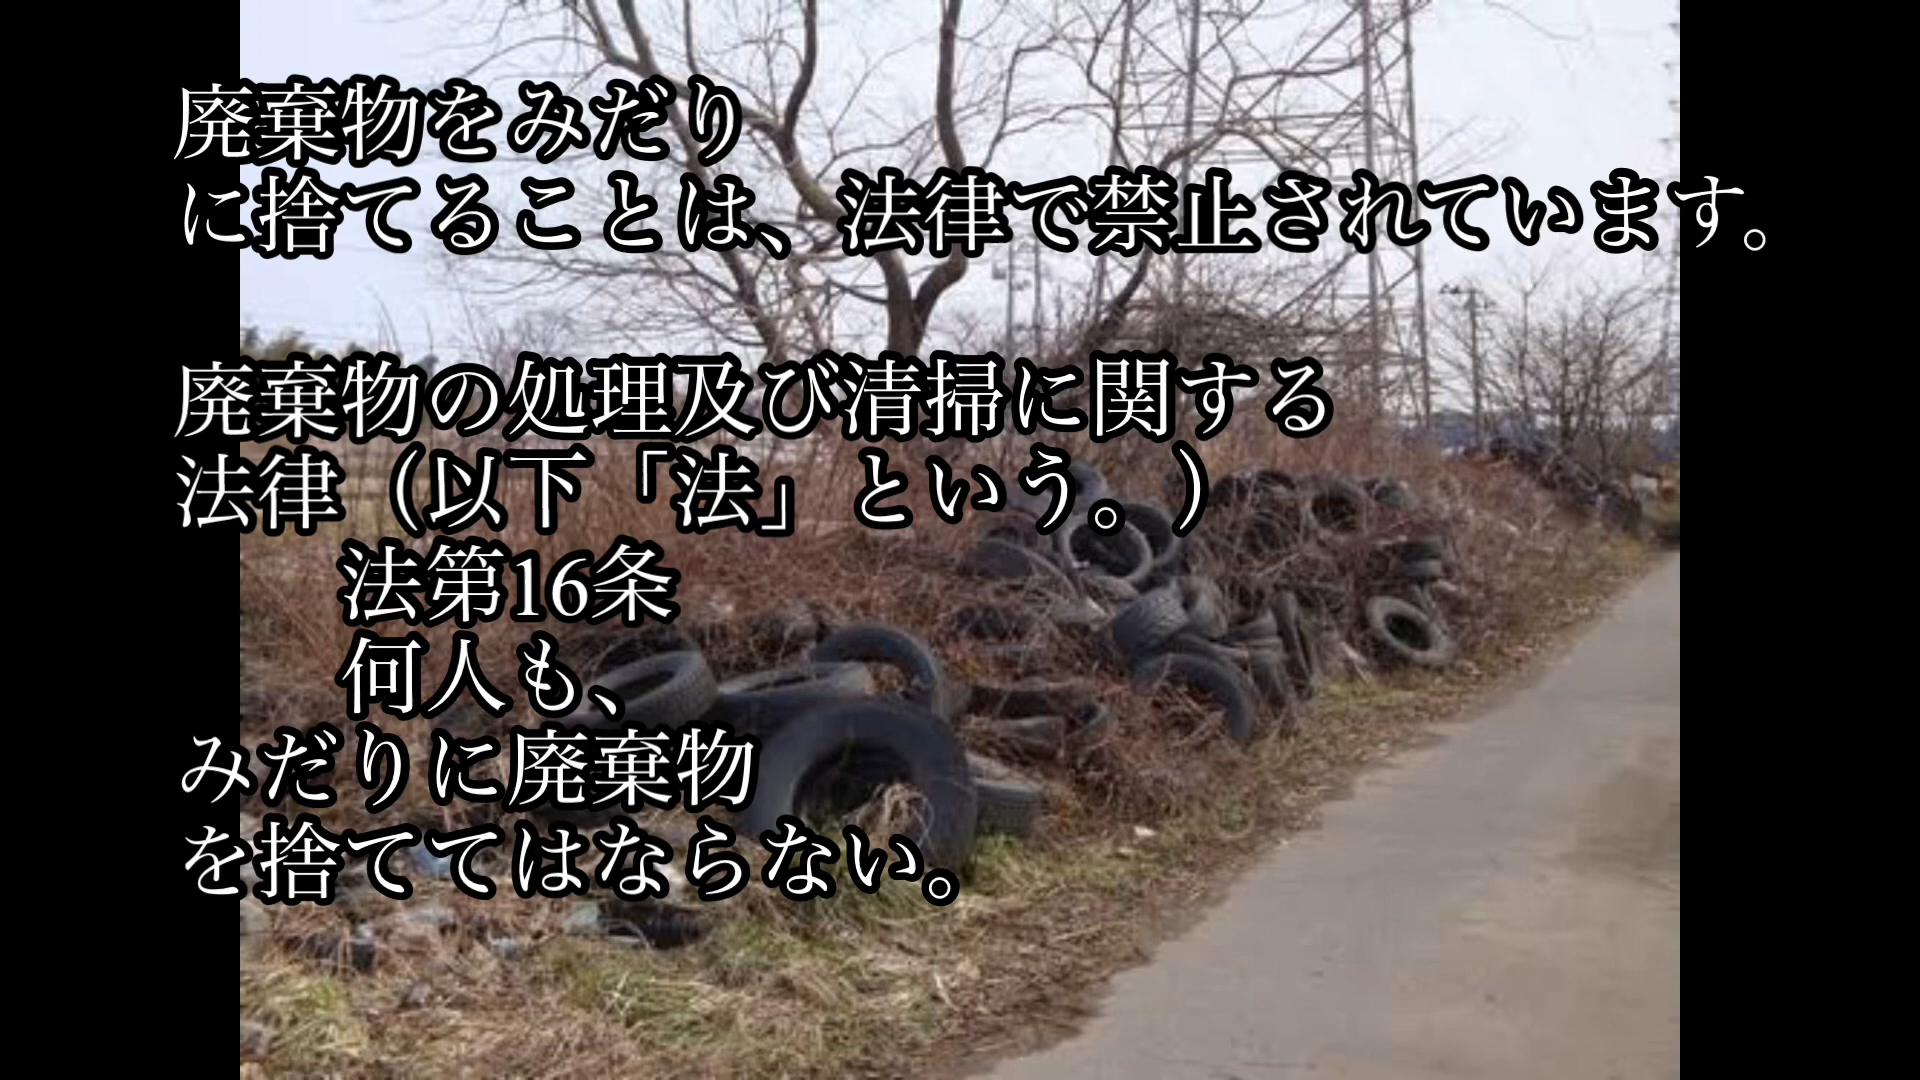 廃棄物をみだり
に捨てることは、法律で禁止されています。
廃棄物の処理及び清掃に関する
法律（以下「法」という。）
法第16条
何人も、
みだりに廃棄物
を捨ててはならない。